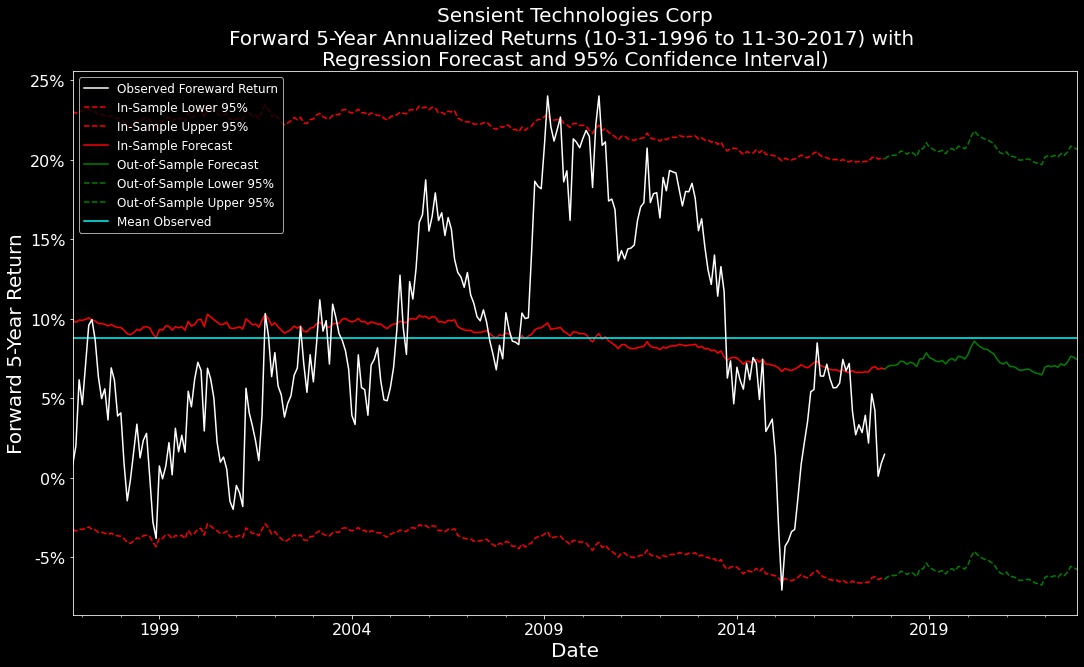 Sensient Technologies Corp
Forward 5-Year Annualized Returns (10-31-1996 to 11-30-2017) with
Regression Forecast and 95% Confidence Interval)
25%
20%
15%
10%
5%
0%
-5%
Forward 5-Year Return
Observed Foreward Return
In-Sample Lower 95%
In-Sample Upper 95%
In-Sample Forecast
Out-of-Sample Forecast
Out-of-Sample Lower 95%
Out-of-Sample Upper 95%
Mean Observed
1999 2004 2009 2014 2019
Date